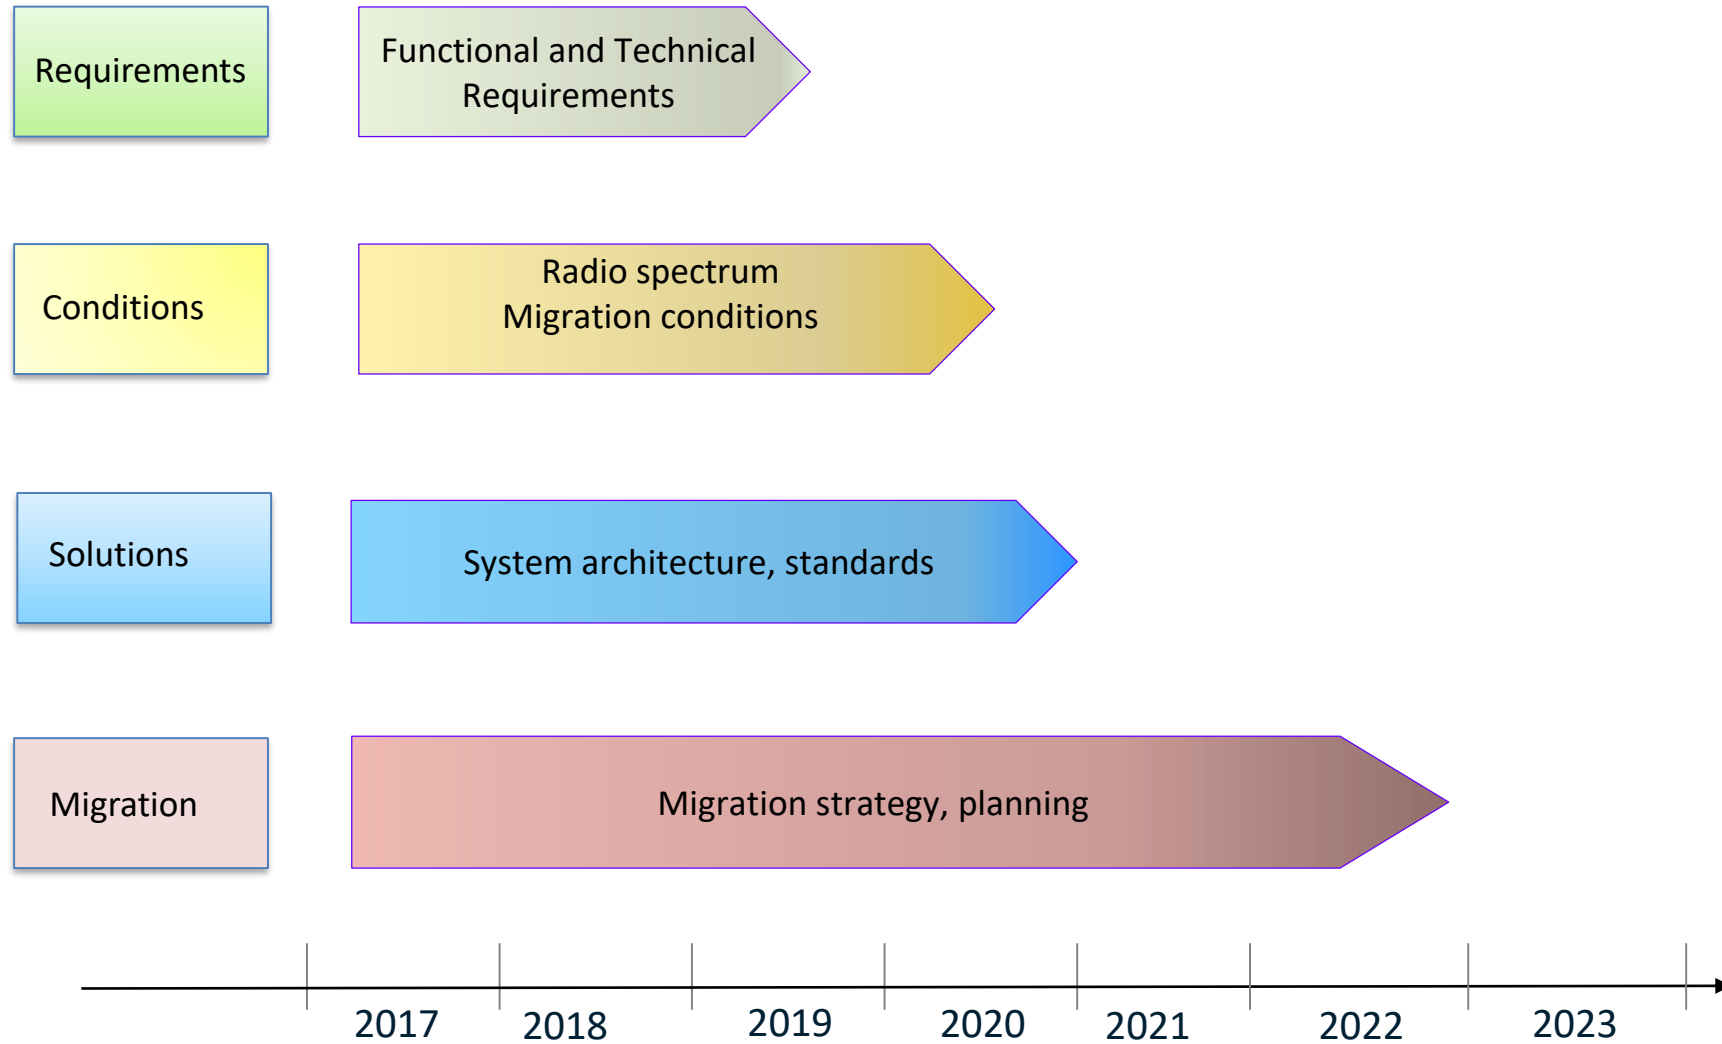 Requirements
Functional and Technical
Requirements
Conditions
Radio spectrum
Migration conditions
Solutions
System architecture, standards
Migration
Migration strategy, planning
2017 2018 2019 2020 2021 2022 2023